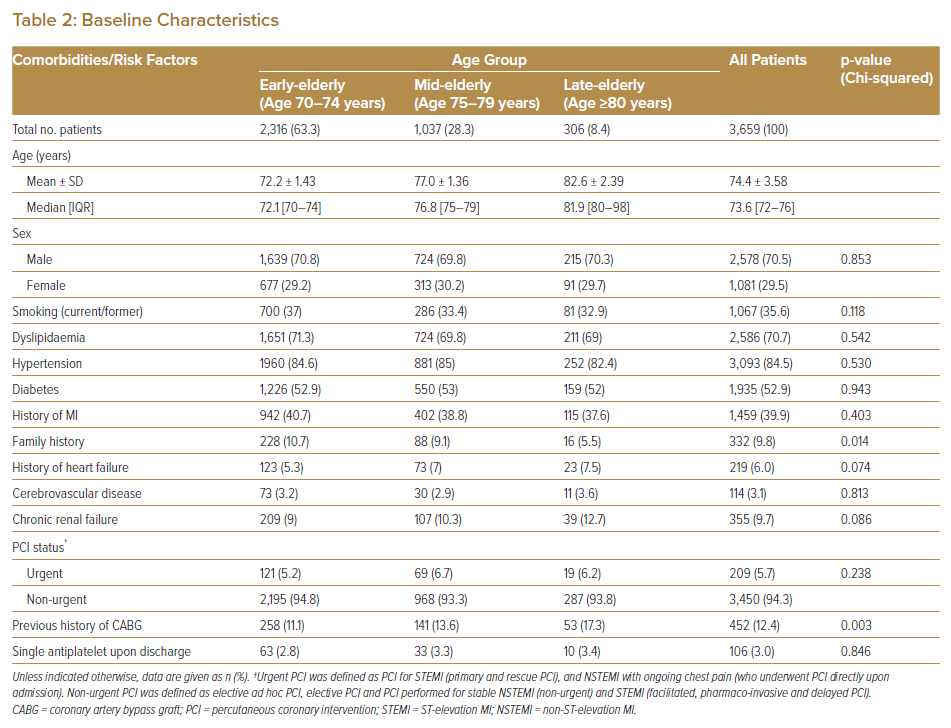 Table 2: Baseline Characteristics
Comorbidities/Risk Factors Age Group All Patients p-value (Chi-squared)
Early-elderly (Age 70–74 years) Mid-elderly (Age 75–79 years) Late-elderly (Age ≥80 years)
Total no. patients 2,316 (63.3) 1,037 (28.3) 306 (8.4) 3,659 (100)
Age (years)
Mean ± SD 72.2 ± 1.43 77.0 ± 1.36 82.6 ± 2.39 74.4 ± 3.58
Median [IQR] 72.1 [70–74] 76.8 [75–79] 81.9 [80–98] 73.6 [72–76]
Sex
Male 1,639 (70.8) 724 (69.8) 215 (70.3) 2,578 (70.5) 0.853
Female 677 (29.2) 313 (30.2) 91 (29.7) 1,081 (29.5)
Smoking (current/former) 700 (37) 286 (33.4) 81 (32.9) 1,067 (35.6) 0.118
Dyslipidaemia 1,651 (71.3) 724 (69.8) 211 (69) 2,586 (70.7) 0.542
Hypertension 1960 (84.6) 881 (85) 252 (82.4) 3,093 (84.5) 0.530
Diabetes 1,226 (52.9) 550 (53) 159 (52) 1,935 (52.9) 0.943
History of MI 942 (40.7) 402 (38.8) 115 (37.6) 1,459 (39.9) 0.403
Family history 228 (10.7) 88 (9.1) 16 (5.5) 332 (9.8) 0.014
History of heart failure 123 (5.3) 73 (7) 23 (7.5) 219 (6.0) 0.074
Cerebrovascular disease 73 (3.2) 30 (2.9) 11 (3.6) 114 (3.1) 0.813
Chronic renal failure 209 (9) 107 (10.3) 39 (12.7) 355 (9.7) 0.086
PCI status†
Urgent 121 (5.2) 69 (6.7) 19 (6.2) 209 (5.7) 0.238
Non-urgent 2,195 (94.8) 968 (93.3) 287 (93.8) 3,450 (94.3)
Previous history of CABG 258 (11.1) 141 (13.6) 53 (17.3) 452 (12.4) 0.003
Single antiplatelet upon discharge 63 (2.8) 33 (3.3) 10 (3.4) 106 (3.0) 0.846
Unless indicated otherwise, data are given as n (%). †Urgent PCI was defined as PCI for STEMI (primary and rescue PCI), and NSTEMI with ongoing chest pain (who underwent PCI directly upon
admission). Non-urgent PCI was defined as elective ad hoc PCI, elective PCI and PCI performed for stable NSTEMI (non-urgent) and STEMI (facilitated, pharmaco-invasive and delayed PCI).
CABG = coronary artery bypass graft; PCI = percutaneous coronary intervention; STEMI = ST-elevation MI; NSTEMI = non-ST-elevation MI.